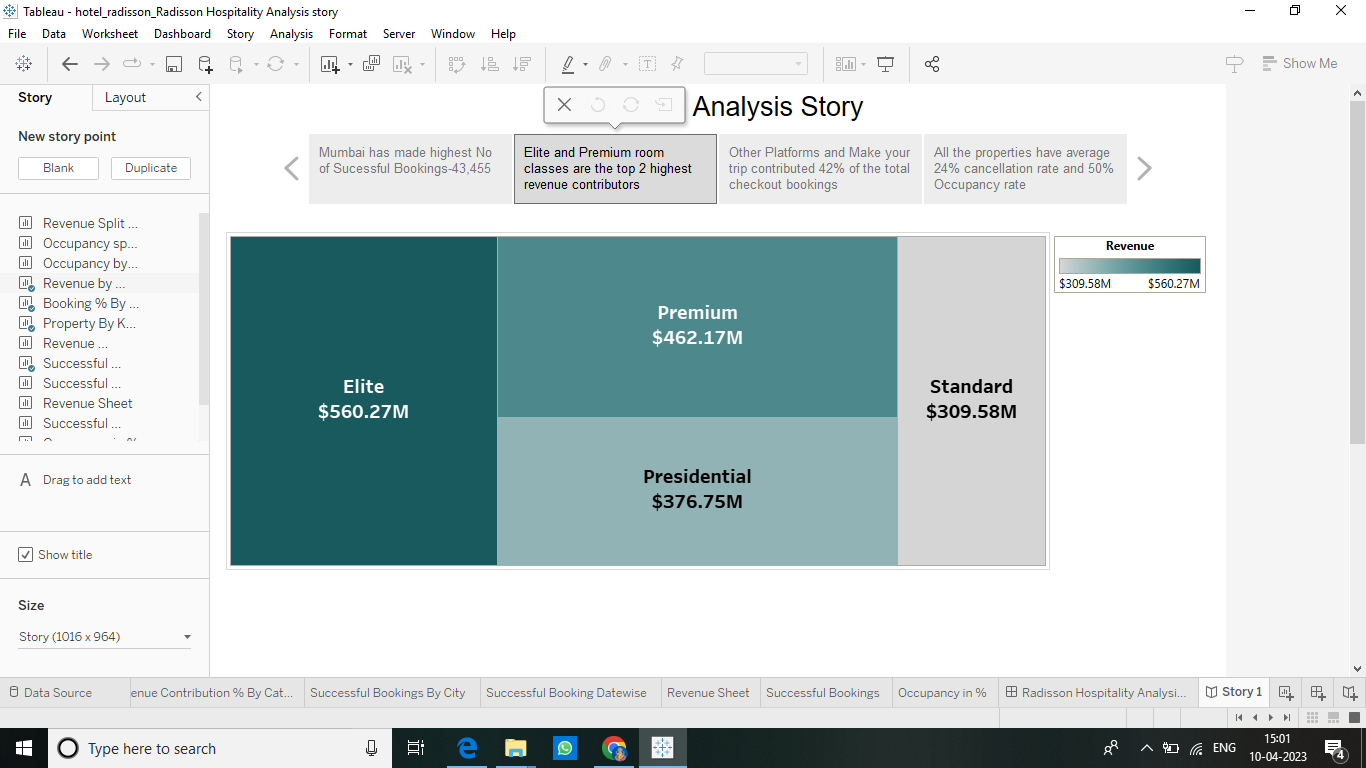 Tableau - hotel_radisson_Radisson Hospitality Analysis story
File Data Worksheet Dashboard Story Analysis Format Server Window Help
Show Me
Story Layout
New story point
Blank Duplicate
Revenue Split ...
Occupancy sp...
Occupancy by...
Revenue by ...
Booking % By ...
Property By K...
Revenue ...
Successful ...
Successful ...
Revenue Sheet
Successful ...
A Drag to add text
Show title
Size
Story (1016 x 964)
Analysis Story
Mumbai has made highest No
of Sucessful Bookings-43,455
Elite and Premium room
classes are the top 2 highest
revenue contributors
Other Platforms and Make your
trip contributed 42% of the total
checkout bookings
All the properties have average
24% cancellation rate and 50%
Occupancy rate
Elite
$560.27M
Premium
$462.17M
Presidential
$376.75M
Standard
$309.58M
Revenue
$309.58M $560.27M
Data Source enue Contribution % By Cat... Successful Bookings By City Successful Booking Datewise Revenue Sheet Successful Bookings Occupancy in % Radisson Hospitality Analysi... Story 1
Type here to search
ENG
15:01
10-04-2023
4